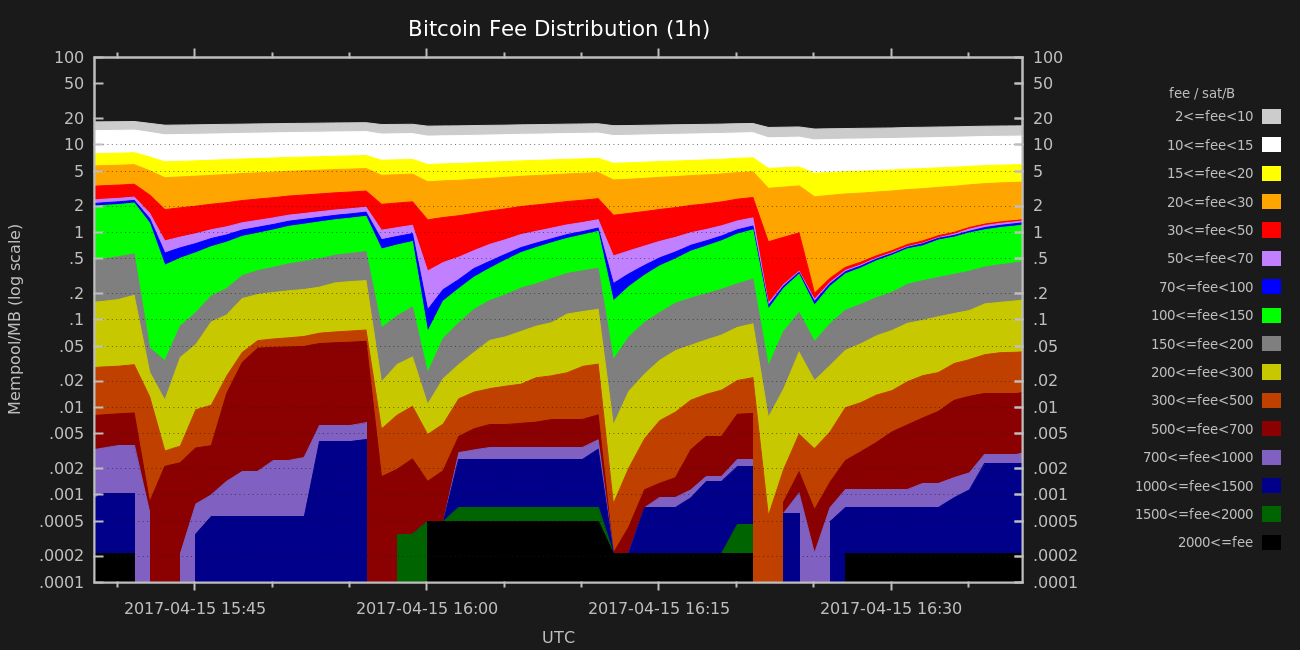 Bitcoin Fee Distribution (1h)
100 100
50 50
20 20
10 10
5 5
2 2
1 1
.5 .5
.2 .2
.1 .1
.05 .05
.02 .02
.01 .01
.005 .005
.002 .002
.001 .001
.0005 .0005
.0002 .0002
.0001 .0001
Mempool/MB (log scale)
2017-04-15 15:45 2017-04-15 16:00 2017-04-15 16:15 2017-04-15 16:30
UTC
fee / sat/B
2<=fee<10
10<=fee<15
15<=fee<20
20<=fee<30
30<=fee<50
50<=fee<70
70<=fee<100
100<=fee<150
150<=fee<200
200<=fee<300
300<=fee<500
500<=fee<700
700<=fee<1000
1000<=fee<1500
1500<=fee<2000
2000<=fee